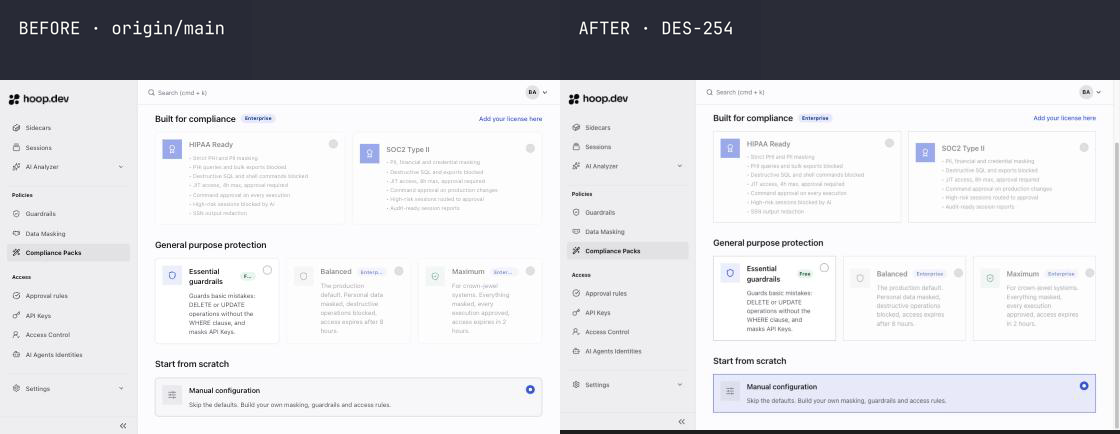 BEFORE · origin/main
hoop.dev
Search (cmd + k)
BA
Sidecars
Sessions
AI Analyzer
Policies
Guardrails
Data Masking
Compliance Packs
Access
Approval rules
API Keys
Access Control
AI Agents Identities
Settings
Built for compliance Enterprise Add your license here
HIPAA Ready
• Strict PHI and PII masking
• PHI queries and bulk exports blocked
• Destructive SQL and shell commands blocked
• JIT access, 4h max, approval required
• Command approval on every execution
• High-risk sessions blocked by AI
• SSN output redaction
SOC2 Type II
• PII, financial and credential masking
• Destructive SQL and exports blocked
• JIT access, 8h max, approval required
• Command approval on production changes
• High-risk sessions routed to approval
• Audit-ready session reports
General purpose protection
Essential
guardrails
F...
Guards basic mistakes:
DELETE or UPDATE
operations without the
WHERE clause, and
masks API Keys.
Balanced Enterp...
The production
default. Personal data
masked, destructive
operations blocked,
access expires after 8
hours.
Maximum Enter...
For crown-jewel
systems. Everything
masked, every
execution approved,
access expires in 2
hours.
Start from scratch
Manual configuration
Skip the defaults. Build your own masking, guardrails and access rules.
AFTER · DES-254
hoop.dev
Search (cmd + k)
BA
Sidecars
Sessions
AI Analyzer
Policies
Guardrails
Data Masking
Compliance Packs
Access
Approval rules
API Keys
Access Control
AI Agents Identities
Settings
Built for compliance Enterprise Add your license here
HIPAA Ready
• Strict PHI and PII masking
• PHI queries and bulk exports blocked
• Destructive SQL and shell commands blocked
• JIT access, 4h max, approval required
• Command approval on every execution
• High-risk sessions blocked by AI
• SSN output redaction
SOC2 Type II
• PII, financial and credential masking
• Destructive SQL and exports blocked
• JIT access, 8h max, approval required
• Command approval on production changes
• High-risk sessions routed to approval
• Audit-ready session reports
General purpose protection
Essential
guardrails
Free
Guards basic mistakes:
DELETE or UPDATE
operations without the
WHERE clause, and
masks API Keys.
Balanced Enterprise
The production
default. Personal data
masked, destructive
operations blocked,
access expires after 8 hours.
Maximum Enterprise
For crown-jewel systems.
Everything masked,
every execution
approved, access expires
in 2 hours.
Start from scratch
Manual configuration
Skip the defaults. Build your own masking, guardrails and access rules.